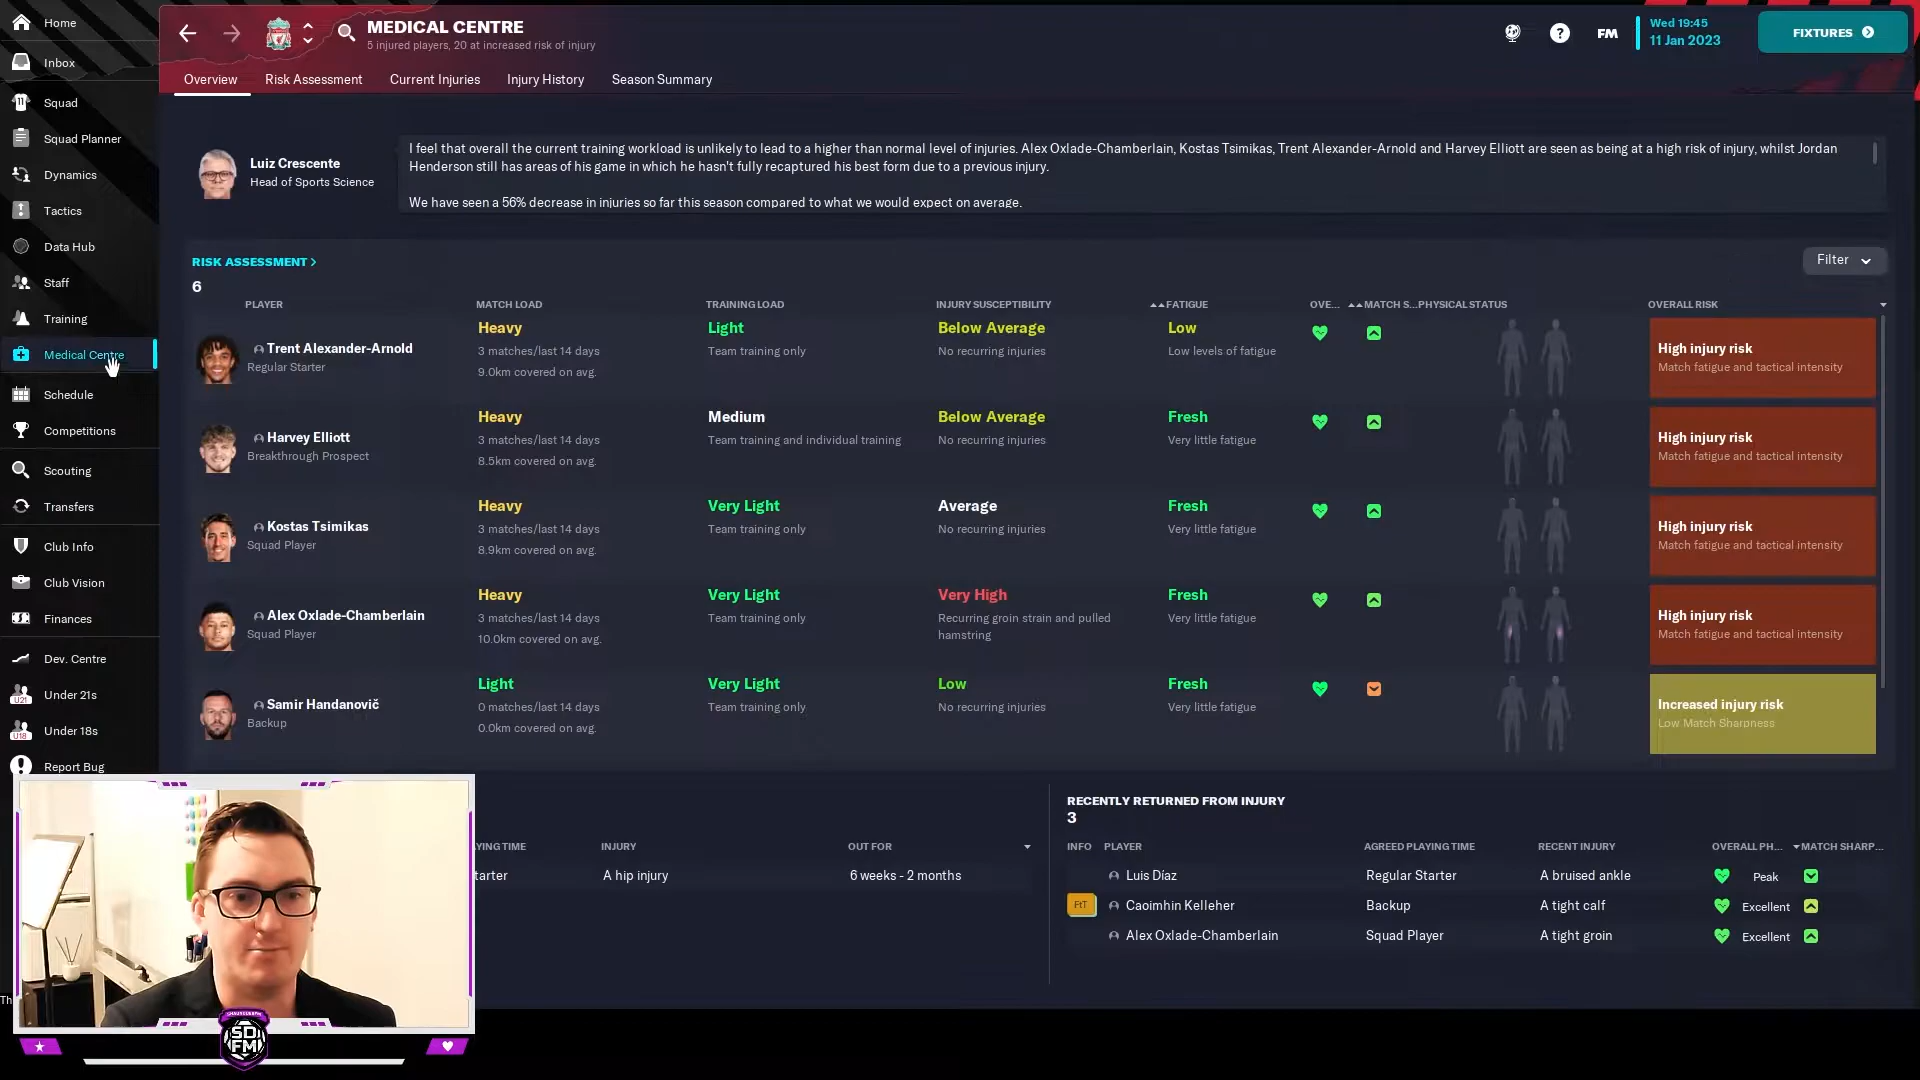 Home
Inbox
Squad
Squad Planner
Dynamics
Tactics
Data Hub
Staff
Training
Medical Centre
Schedule
Competitions
Scouting
Transfers
Club Info
Club Vision
Finances
Dev. Centre
U21 Under 21s
U18 Under 18s
Report Bug
MEDICAL CENTRE
5 injured players, 20 at increased risk of injury
FM
Wed 19:45
11 Jan 2023
FIXTURES
Overview Risk Assessment Current Injuries Injury History Season Summary
Luiz Crescente
Head of Sports Science
I feel that overall the current training workload is unlikely to lead to a higher than normal level of injuries. Alex Oxlade-Chamberlain, Kostas Tsimikas, Trent Alexander-Arnold and Harvey Elliott are seen as being at a high risk of injury, whilst Jordan
Henderson still has areas of his game in which he hasn't fully recaptured his best form due to a previous injury.
We have seen a 56% decrease in injuries so far this season compared to what we would expect on average.
RISK ASSESSMENT >
6
Filter
PLAYER MATCH LOAD TRAINING LOAD INJURY SUSCEPTIBILITY FATIGUE OVE... MATCH S... PHYSICAL STATUS OVERALL RISK
Trent Alexander-Arnold
Regular Starter
Heavy
3 matches/last 14 days
9.0km covered on avg.
Light
Team training only
Below Average
No recurring injuries
Low
Low levels of fatigue
High injury risk
Match fatigue and tactical intensity
Harvey Elliott
Breakthrough Prospect
Heavy
3 matches/last 14 days
8.5km covered on avg.
Medium
Team training and individual training
Below Average
No recurring injuries
Fresh
Very little fatigue
High injury risk
Match fatigue and tactical intensity
Kostas Tsimikas
Squad Player
Heavy
3 matches/last 14 days
8.9km covered on avg.
Very Light
Team training only
Average
No recurring injuries
Fresh
Very little fatigue
High injury risk
Match fatigue and tactical intensity
Alex Oxlade-Chamberlain
Squad Player
Heavy
3 matches/last 14 days
10.0km covered on avg.
Very Light
Team training only
Very High
Recurring groin strain and pulled
hamstring
Fresh
Very little fatigue
High injury risk
Match fatigue and tactical intensity
Samir Handanovič
Backup
Light
0 matches/last 14 days
0.0km covered on avg.
Very Light
Team training only
Low
No recurring injuries
Fresh
Very little fatigue
Increased injury risk
Low Match Sharpness
YING TIME INJURY OUT FOR
tarter A hip injury 6 weeks - 2 months
RECENTLY RETURNED FROM INJURY
3
INFO PLAYER AGREED PLAYING TIME RECENT INJURY OVERALL PH... MATCH SHARP...
Luis Díaz Regular Starter A bruised ankle Peak
FtT Caoimhin Kelleher Backup A tight calf Excellent
Alex Oxlade-Chamberlain Squad Player A tight groin Excellent
Th
SD
FM